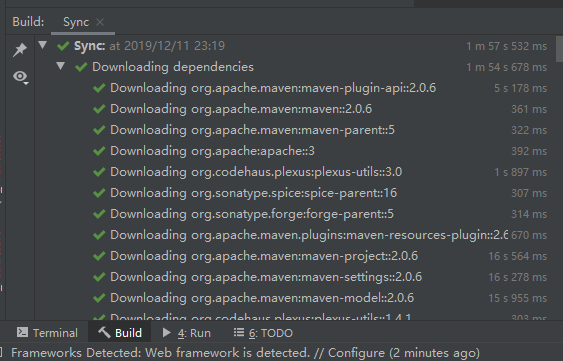 Build: Sync ×
Sync: at 2019/12/11 23:19 1 m 57 s 532 ms
Downloading dependencies 1 m 54 s 678 ms
Downloading org.apache.maven:maven-plugin-api::2.0.6 5 s 178 ms
Downloading org.apache.maven:maven::2.0.6 361 ms
Downloading org.apache.maven:maven-parent::5 322 ms
Downloading org.apache:apache::3 392 ms
Downloading org.codehaus.plexus:plexus-utils::3.0 1 s 897 ms
Downloading org.sonatype.spice:spice-parent::16 307 ms
Downloading org.sonatype.forge:forge-parent::5 314 ms
Downloading org.apache.maven.plugins:maven-resources-plugin::2.6 670 ms
Downloading org.apache.maven:maven-project::2.0.6 16 s 564 ms
Downloading org.apache.maven:maven-settings::2.0.6 16 s 278 ms
Downloading org.apache.maven:maven-model::2.0.6 15 s 955 ms
Downloading org.codehaus.plexus:plexus-utils::1.4.1 303 ms
Terminal Build 4: Run 6: TODO
Frameworks Detected: Web framework is detected. // Configure (2 minutes ago)